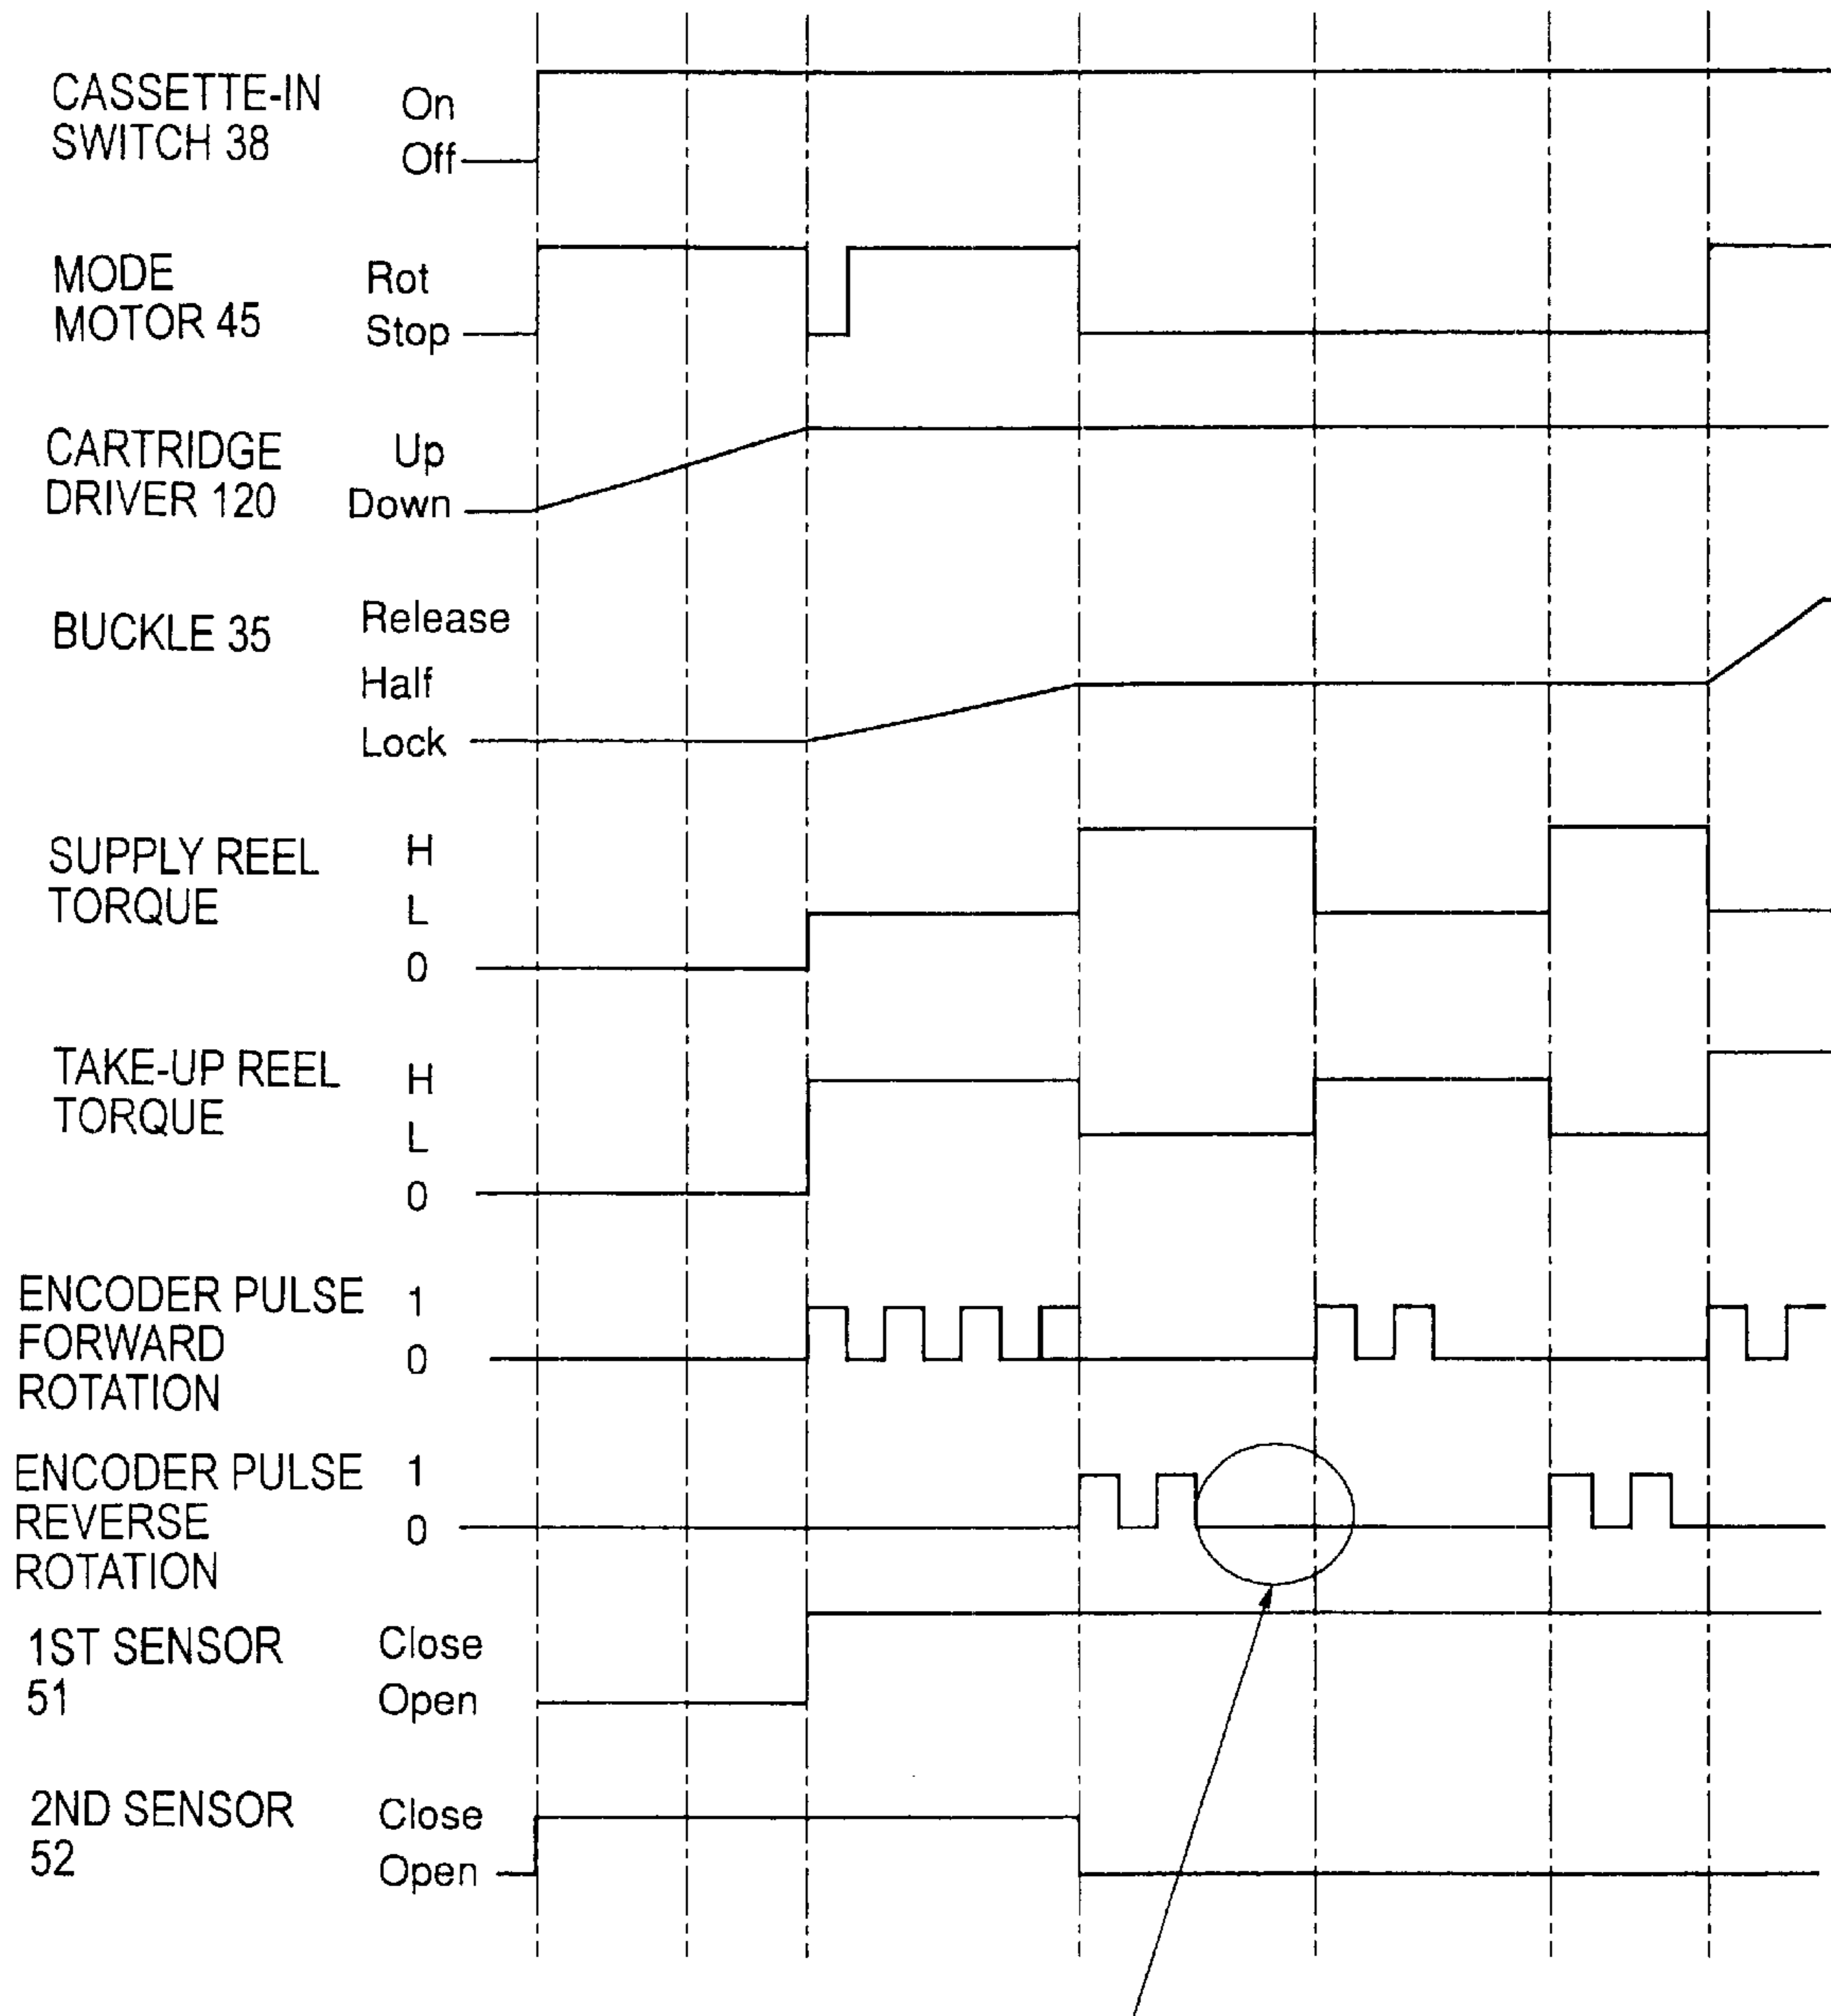 CASSETTE-IN
SWITCH 38
On
Off
MODE
MOTOR 45
Rot
Stop
CARTRIDGE
DRIVER 120
Up
Down
BUCKLE 35
Release
Half
Lock
SUPPLY REEL
TORQUE
H
L
0
TAKE-UP REEL
TORQUE
H
L
0
ENCODER PULSE
FORWARD
ROTATION
1
0
ENCODER PULSE
REVERSE
ROTATION
1
0
1ST SENSOR
51
Close
Open
2ND SENSOR
52
Close
Open